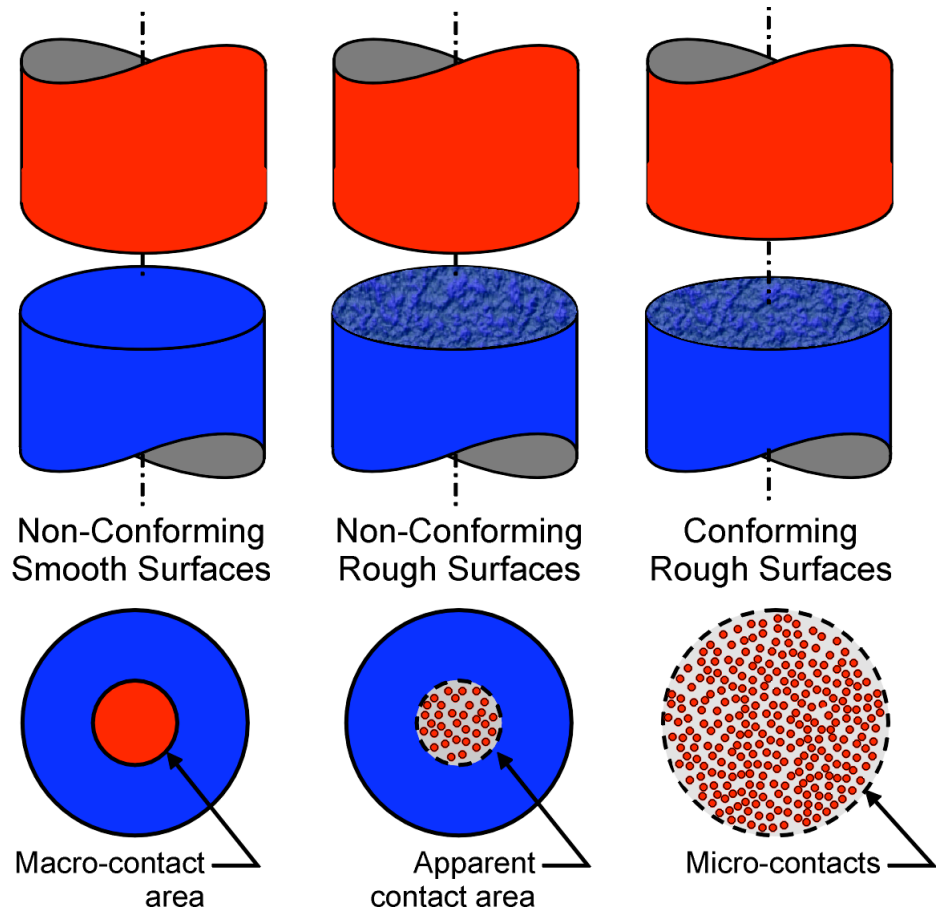 Non-Conforming
Smooth Surfaces
Non-Conforming
Rough Surfaces
Conforming
Rough Surfaces
Macro-contact
area
Apparent
contact area
Micro-contacts